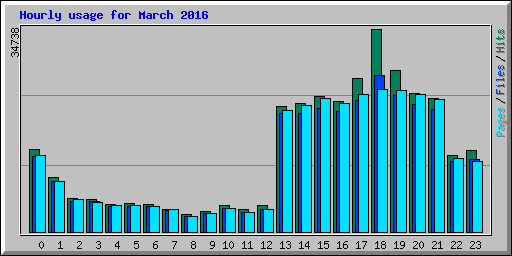 Hourly usage for March 2016
34738
Pages/Files/Hits
0 1 2 3 4 5 6 7 8 9 10 11 12 13 14 15 16 17 18 19 20 21 22 23